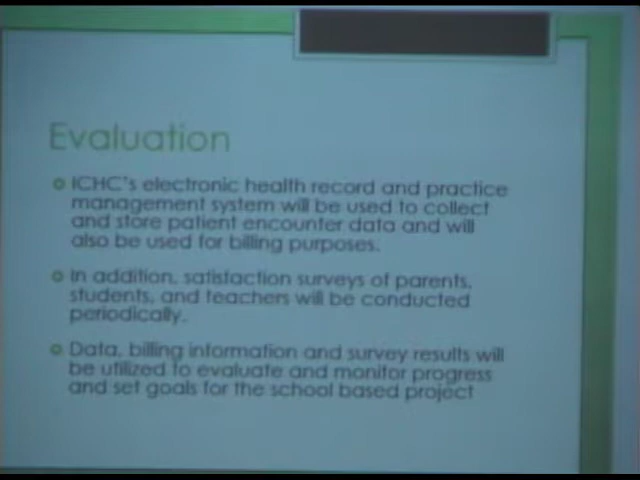 Evaluation
ICHC's electronic health record and practice
management system will be used to collect
and store patient encounter data and will
also be used for billing purposes.
In addition, satisfaction surveys of parents,
students, and teachers will be conducted
periodically.
Data, billing information and survey results will
be utilized to evaluate and monitor progress
and set goals for the school based project